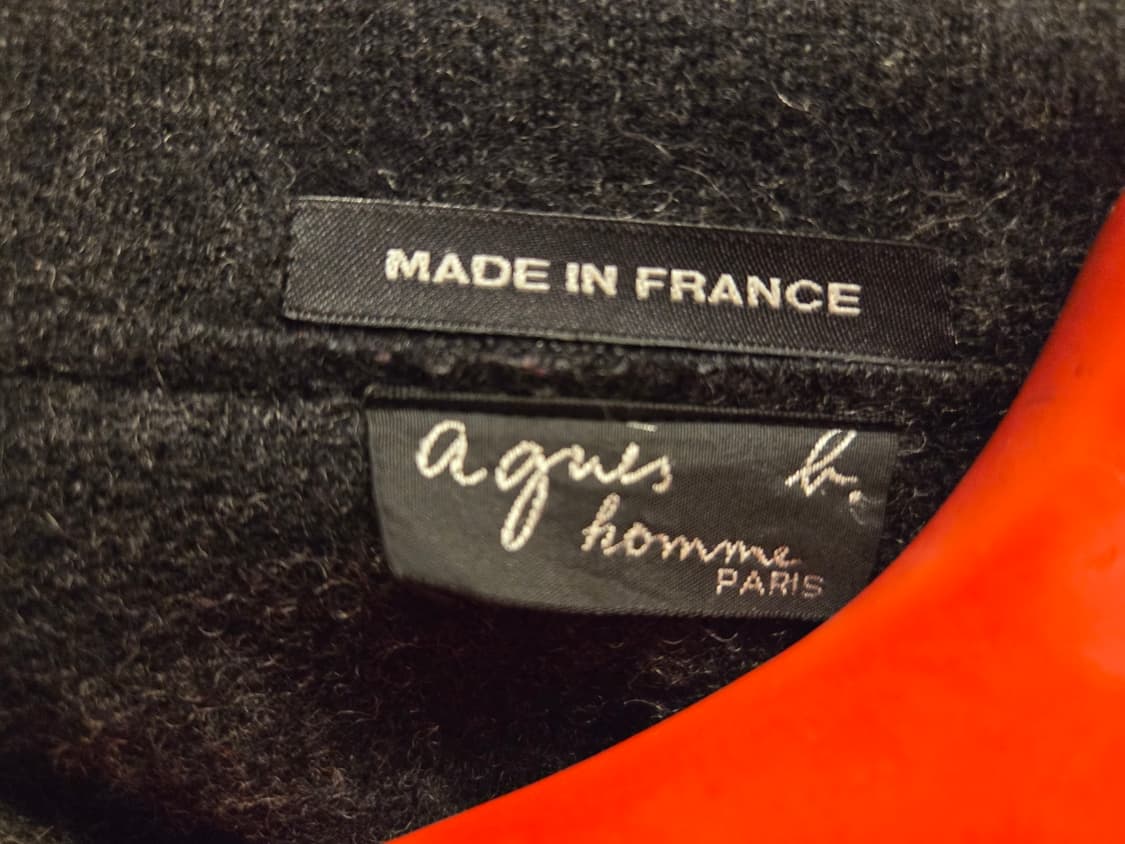 MADE IN FRANCE
agnès b.
homme
PARIS